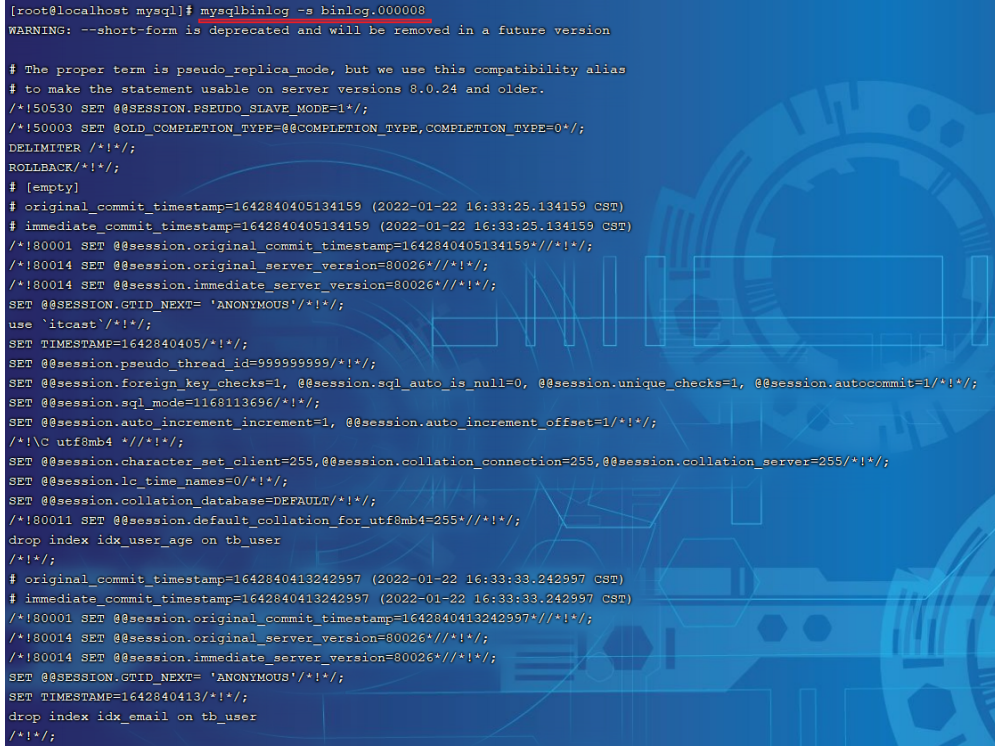 [root@localhost mysql]# mysqlbinlog -s binlog.000008
WARNING: --short-form is deprecated and will be removed in a future version
# The proper term is pseudo_replica_mode, but we use this compatibility alias
# to make the statement usable on server versions 8.0.24 and older.
/*!50530 SET @@SESSION.PSEUDO_SLAVE_MODE=1*/;
/*!50003 SET @OLD_COMPLETION_TYPE=@@COMPLETION_TYPE,COMPLETION_TYPE=0*/;
DELIMITER /*!*/;
ROLLBACK/*!*/;
# [empty]
# original_commit_timestamp=1642840405134159 (2022-01-22 16:33:25.134159 CST)
# immediate_commit_timestamp=1642840405134159 (2022-01-22 16:33:25.134159 CST)
/*!80001 SET @@session.original_commit_timestamp=1642840405134159*//*!*/;
/*!80014 SET @@session.original_server_version=80026*//*!*/;
/*!80014 SET @@session.immediate_server_version=80026*//*!*/;
SET @@SESSION.GTID_NEXT= 'ANONYMOUS'/*!*/;
use `itcast`/*!*/;
SET TIMESTAMP=1642840405/*!*/;
SET @@session.pseudo_thread_id=999999999/*!*/;
SET @@session.foreign_key_checks=1, @@session.sql_auto_is_null=0, @@session.unique_checks=1, @@session.autocommit=1/*!*/;
SET @@session.sql_mode=1168113696/*!*/;
SET @@session.auto_increment_increment=1, @@session.auto_increment_offset=1/*!*/;
/*!\C utf8mb4 *//*!*/;
SET @@session.character_set_client=255,@@session.collation_connection=255,@@session.collation_server=255/*!*/;
SET @@session.lc_time_names=0/*!*/;
SET @@session.collation_database=DEFAULT/*!*/;
/*!80011 SET @@session.default_collation_for_utf8mb4=255*//*!*/;
drop index idx_user_age on tb_user
/*!*/;
# original_commit_timestamp=1642840413242997 (2022-01-22 16:33:33.242997 CST)
# immediate_commit_timestamp=1642840413242997 (2022-01-22 16:33:33.242997 CST)
/*!80001 SET @@session.original_commit_timestamp=1642840413242997*//*!*/;
/*!80014 SET @@session.original_server_version=80026*//*!*/;
/*!80014 SET @@session.immediate_server_version=80026*//*!*/;
SET @@SESSION.GTID_NEXT= 'ANONYMOUS'/*!*/;
SET TIMESTAMP=1642840413/*!*/;
drop index idx_email on tb_user
/*!*/;